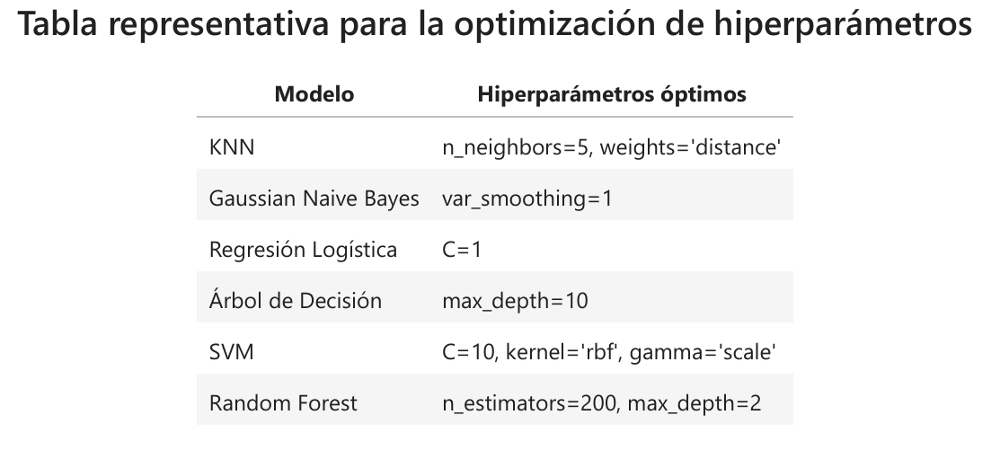 Tabla representativa para la optimización de hiperparámetros
Modelo Hiperparámetros óptimos
KNN n_neighbors=5, weights='distance'
Gaussian Naive Bayes var_smoothing=1
Regresión Logística C=1
Árbol de Decisión max_depth=10
SVM C=10, kernel='rbf', gamma='scale'
Random Forest n_estimators=200, max_depth=2